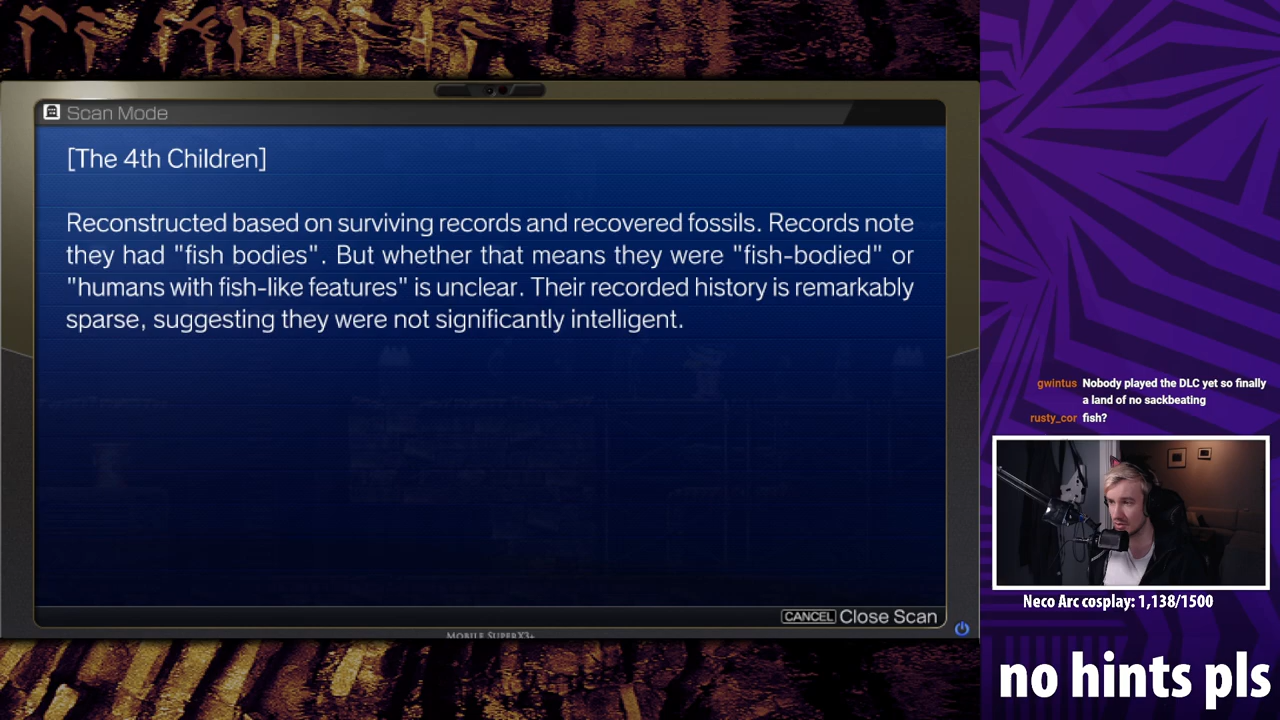 Scan Mode
[The 4th Children]
Reconstructed based on surviving records and recovered fossils. Records note
they had "fish bodies". But whether that means they were "fish-bodied" or
"humans with fish-like features" is unclear. Their recorded history is remarkably
sparse, suggesting they were not significantly intelligent.
CANCEL Close Scan
MOBILE SUPERX3+
gwintus Nobody played the DLC yet so finally
a land of no sackbeating
rusty_cor fish?
Neco Arc cosplay: 1,138/1500
no hints pls